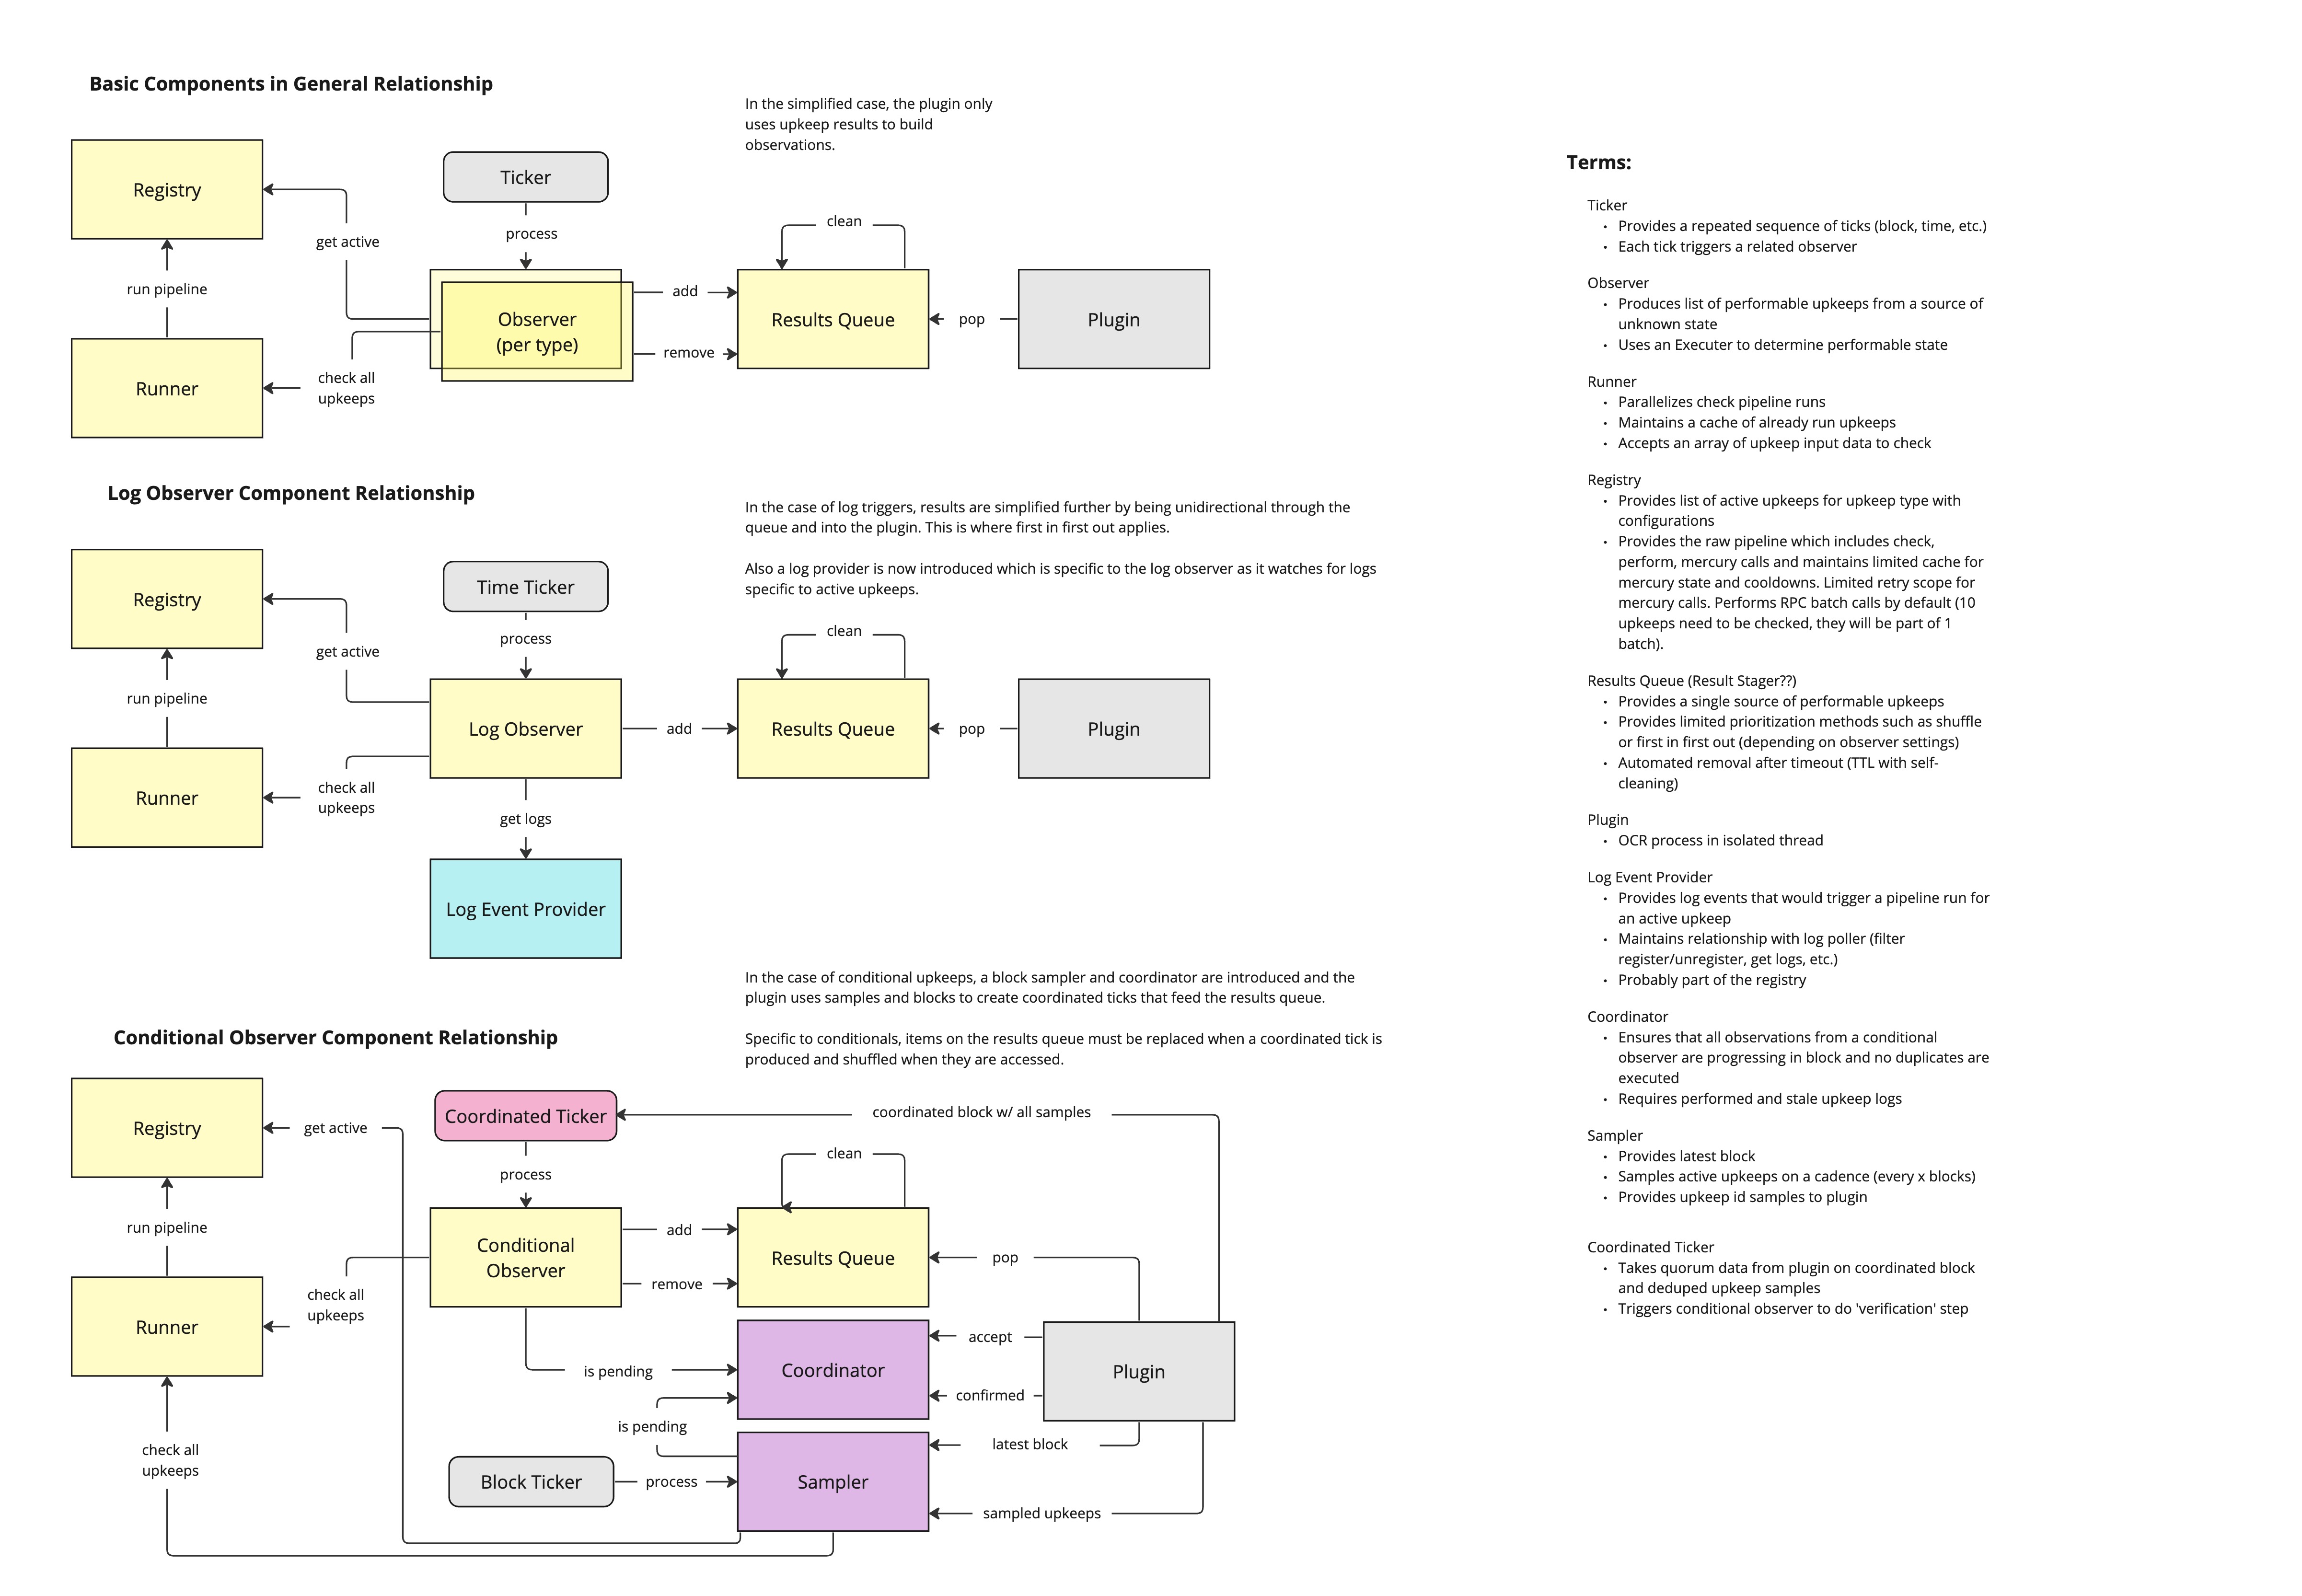 Basic Components in General Relationship
In the simplified case, the plugin only
uses upkeep results to build
observations.
Registry
Ticker
clean
process
get active
run pipeline
add
Observer
(per type)
Results Queue
pop
Plugin
remove
check all
upkeeps
Runner
Log Observer Component Relationship
In the case of log triggers, results are simplified further by being unidirectional through the
queue and into the plugin. This is where first in first out applies.
Also a log provider is now introduced which is specific to the log observer as it watches for logs
specific to active upkeeps.
Registry
Time Ticker
clean
process
get active
run pipeline
Log Observer
add
Results Queue
pop
Plugin
check all
upkeeps
Runner
get logs
Log Event Provider
In the case of conditional upkeeps, a block sampler and coordinator are introduced and the
plugin uses samples and blocks to create coordinated ticks that feed the results queue.
Conditional Observer Component Relationship
Specific to conditionals, items on the results queue must be replaced when a coordinated tick is
produced and shuffled when they are accessed.
Registry
get active
Coordinated Ticker
coordinated block w/ all samples
clean
process
run pipeline
add
Conditional
Observer
Results Queue
pop
remove
check all
upkeeps
Runner
accept
is pending
Coordinator
Plugin
confirmed
is pending
latest block
check all
upkeeps
Block Ticker
process
Sampler
sampled upkeeps
Terms:
Ticker
• Provides a repeated sequence of ticks (block, time, etc.)
• Each tick triggers a related observer
Observer
• Produces list of performable upkeeps from a source of
unknown state
• Uses an Executer to determine performable state
Runner
• Parallelizes check pipeline runs
• Maintains a cache of already run upkeeps
• Accepts an array of upkeep input data to check
Registry
• Provides list of active upkeeps for upkeep type with
configurations
• Provides the raw pipeline which includes check,
perform, mercury calls and maintains limited cache for
mercury state and cooldowns. Limited retry scope for
mercury calls. Performs RPC batch calls by default (10
upkeeps need to be checked, they will be part of 1
batch).
Results Queue (Result Stager??)
• Provides a single source of performable upkeeps
• Provides limited prioritization methods such as shuffle
or first in first out (depending on observer settings)
• Automated removal after timeout (TTL with self-
cleaning)
Plugin
• OCR process in isolated thread
Log Event Provider
• Provides log events that would trigger a pipeline run for
an active upkeep
• Maintains relationship with log poller (filter
register/unregister, get logs, etc.)
• Probably part of the registry
Coordinator
• Ensures that all observations from a conditional
observer are progressing in block and no duplicates are
executed
• Requires performed and stale upkeep logs
Sampler
• Provides latest block
• Samples active upkeeps on a cadence (every x blocks)
• Provides upkeep id samples to plugin
Coordinated Ticker
• Takes quorum data from plugin on coordinated block
and deduped upkeep samples
• Triggers conditional observer to do 'verification' step